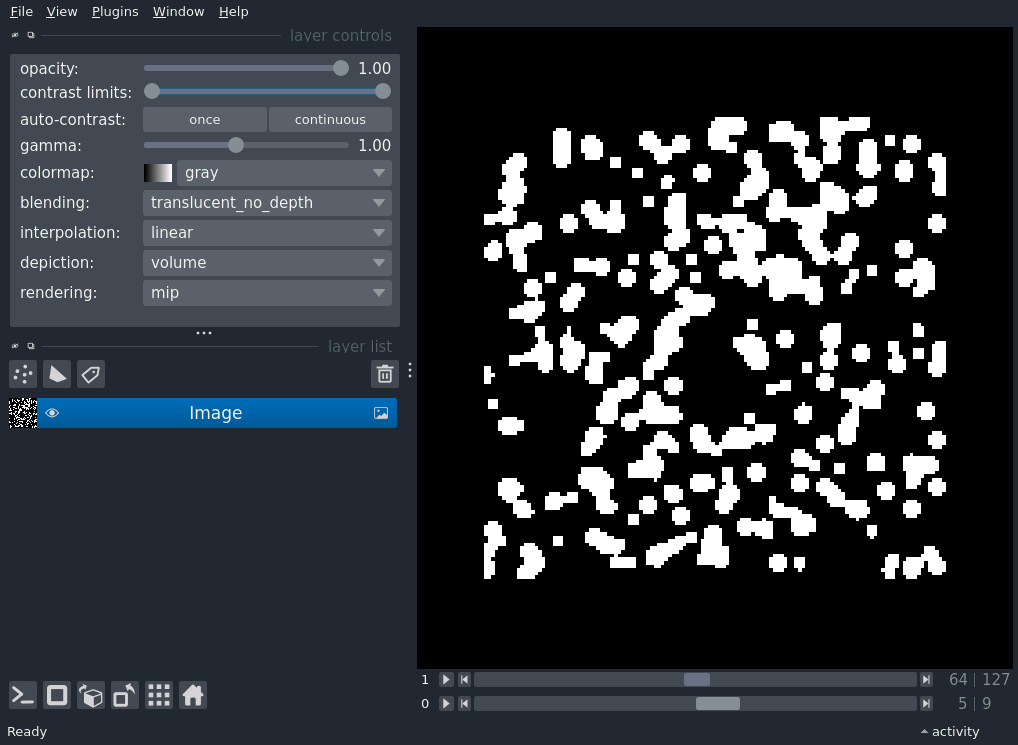 File View Plugins Window Help
layer controls
opacity: 1.00
contrast limits:
auto-contrast: once continuous
gamma: 1.00
colormap: gray
blending: translucent_no_depth
interpolation: linear
depiction: volume
rendering: mip
layer list
Image
1 64 | 127
0 5 | 9
Ready activity